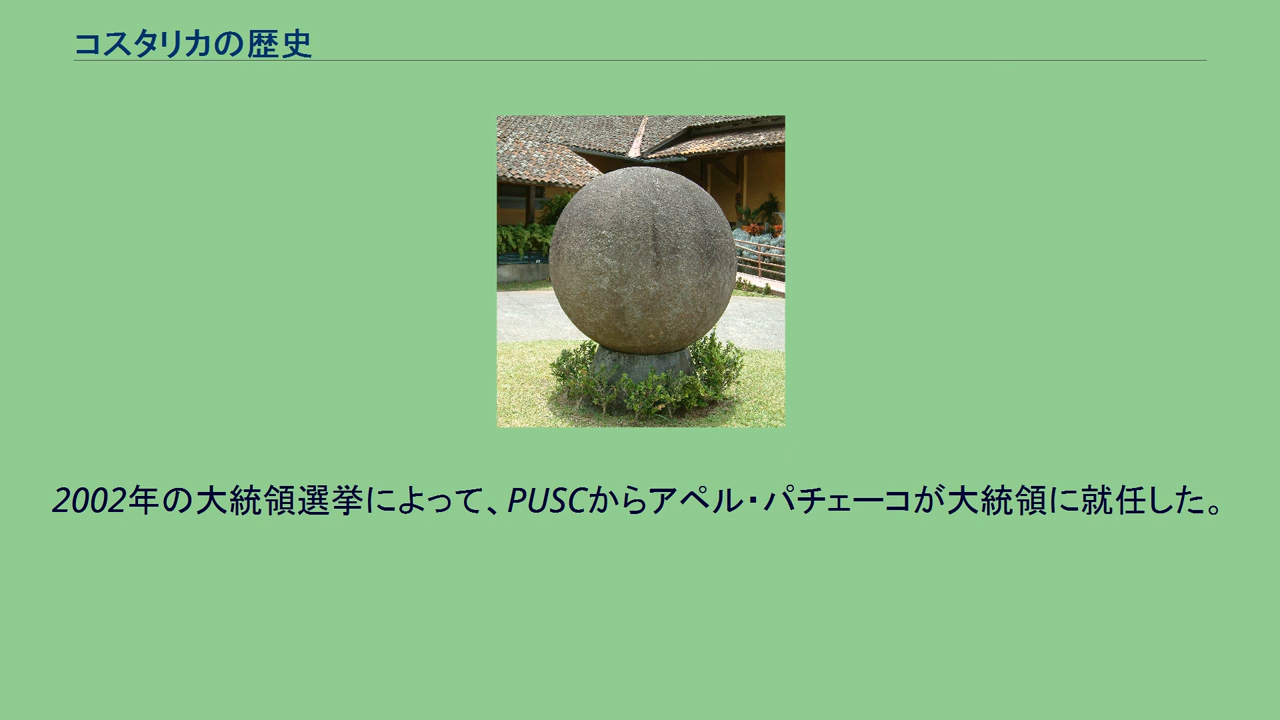 コスタリカの歴史
2002年の大統領選挙によって、PUSCからアペル・パチェーコが大統領に就任した。